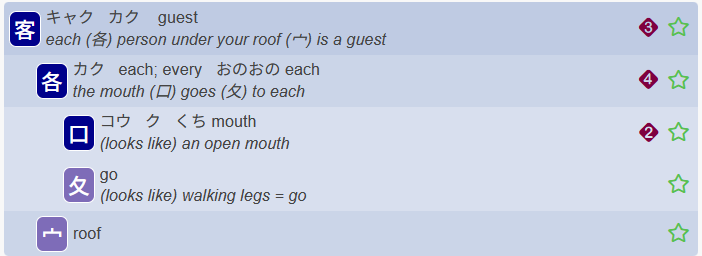 客 キャク カク guest 3
each (各) person under your roof (宀) is a guest
各 カク each; every おのおの each 4
the mouth (口) goes (夂) to each
口 コウ ク くち mouth 2
(looks like) an open mouth
夂 go
(looks like) walking legs = go
宀 roof